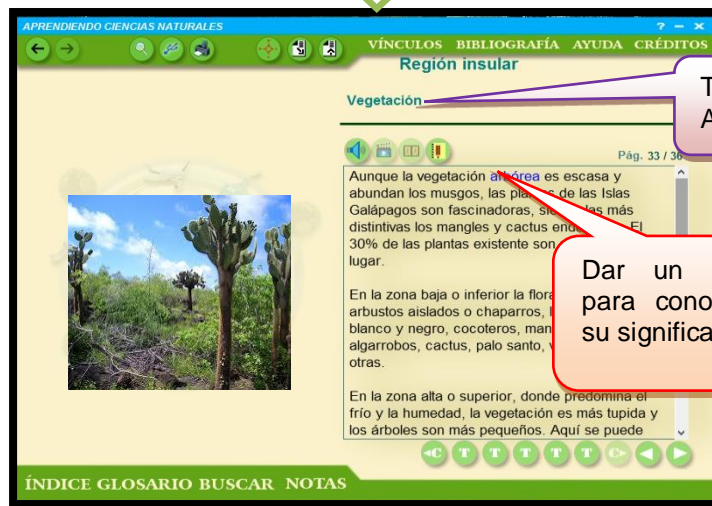 APRENDIENDO CIENCIAS NATURALES
VÍNCULOS BIBLIOGRAFÍA AYUDA CRÉDITOS
Región insular
Vegetación
Pág. 33 / 36
Aunque la vegetación arbórea es escasa y
abundan los musgos, las de las Islas
Galápagos son fascinadoras, las más
distintivas los mangles y cactus El
30% de las plantas existente son
lugar.
En la zona baja o inferior la flora
arbustos aislados o chaparros,
blanco y negro, cocoteros,
algarrobos, cactus, palo santo,
otras.
En la zona alta o superior, donde predomina el
frío y la humedad, la vegetación es más tupida y
los árboles son más pequeños. Aquí se puede
T
A
Dar un
para cono
su significa
C T T T T T C
ÍNDICE GLOSARIO BUSCAR NOTAS